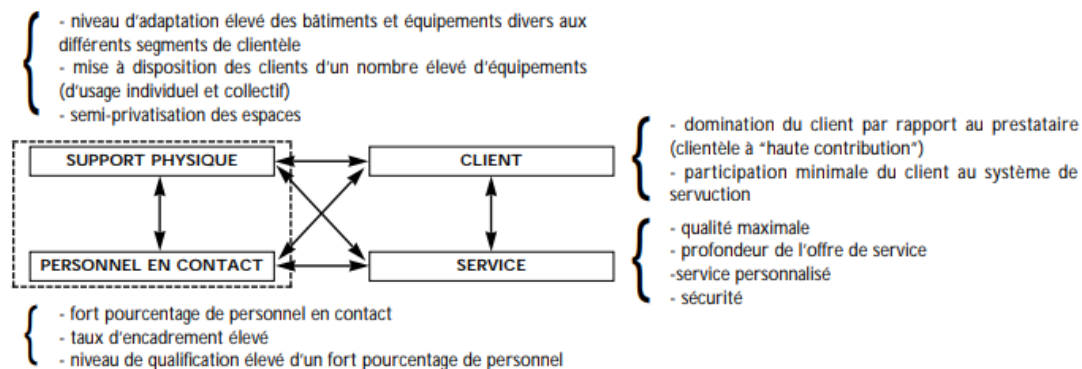 - niveau d'adaptation élevé des bâtiments et équipements divers aux
différents segments de clientèle
- mise à disposition des clients d'un nombre élevé d'équipements
(d'usage individuel et collectif)
- semi-privatisation des espaces
SUPPORT PHYSIQUE
CLIENT
- domination du client par rapport au prestataire
(clientèle à "haute contribution")
- participation minimale du client au système de
servuction
PERSONNEL EN CONTACT
SERVICE
- qualité maximale
- profondeur de l'offre de service
-service personnalisé
- sécurité
- fort pourcentage de personnel en contact
- taux d'encadrement élevé
- niveau de qualification élevé d'un fort pourcentage de personnel